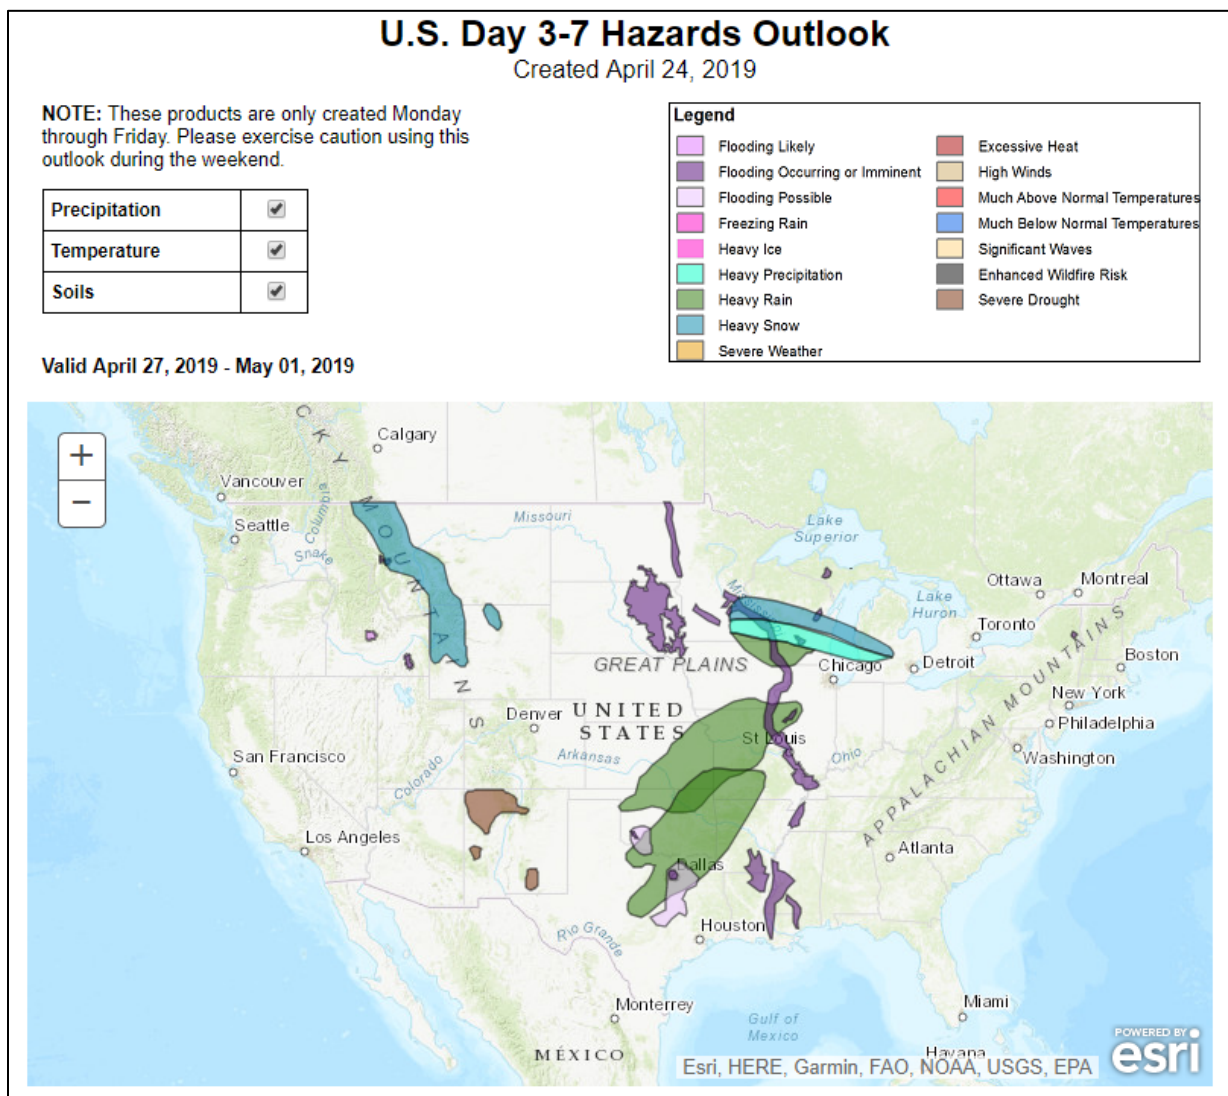 U.S. Day 3-7 Hazards Outlook
Created April 24, 2019
NOTE: These products are only created Monday
through Friday. Please exercise caution using this
outlook during the weekend.
Precipitation
Temperature
Soils
Valid April 27, 2019 - May 01, 2019
Legend
Flooding Likely
Flooding Occurring or Imminent
Flooding Possible
Freezing Rain
Heavy Ice
Heavy Precipitation
Heavy Rain
Heavy Snow
Severe Weather
Excessive Heat
High Winds
Much Above Normal Temperatures
Much Below Normal Temperatures
Significant Waves
Enhanced Wildfire Risk
Severe Drought
+
−
Calgary
Vancouver
Seattle
Columbia
Snake
CKY MOUNTAINS
Missouri
Lake
Superior
Mississippi
Lake
Huron
Ottawa
Montreal
Toronto
Boston
Detroit
Chicago
GREAT PLAINS
New York
Philadelphia
Washington
APPALACHIAN MOUNTAINS
Denver
UNITED
STATES
St Louis
Ohio
Arkansas
San Francisco
Colorado
Los Angeles
Atlanta
Dallas
Houston
Rio Grande
Monterrey
Gulf of
Mexico
Miami
Havana
MÉXICO
Esri, HERE, Garmin, FAO, NOAA, USGS, EPA
POWERED BY
esri